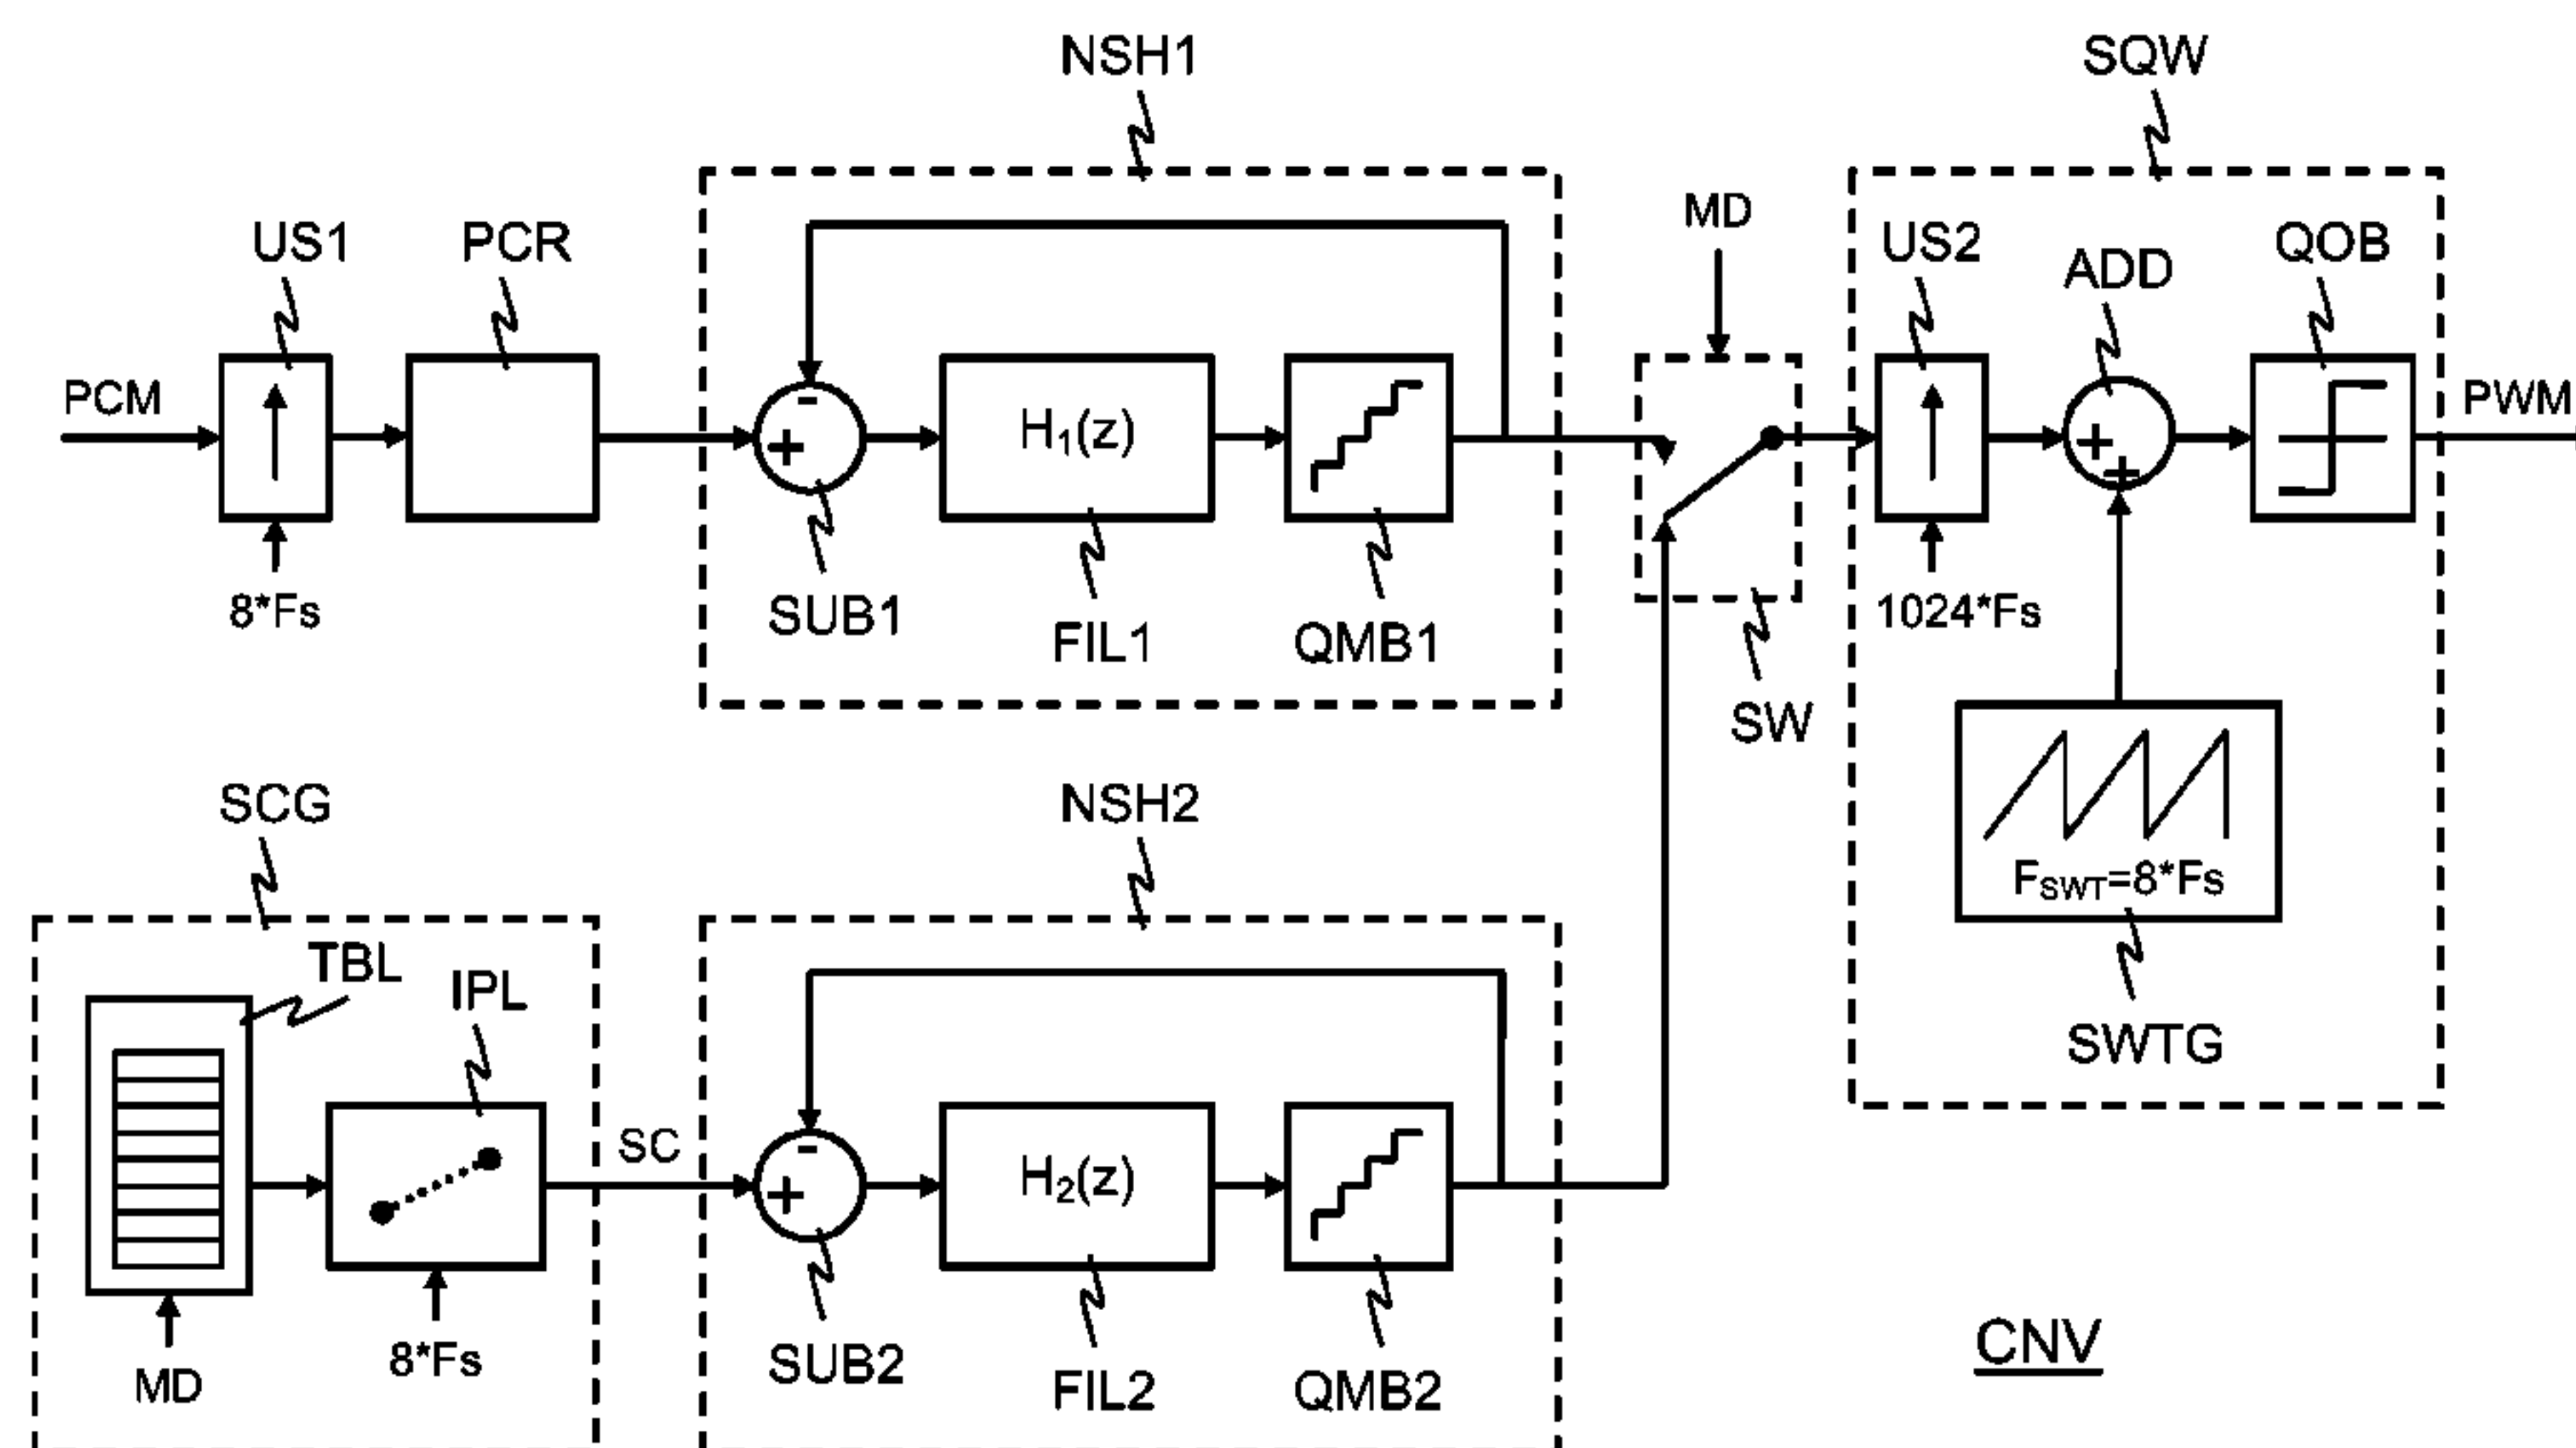 NSH1
SQW
MD
US1
PCR
US2
ADD
QOB
PCM
-
+
H₁(z)
+
+
PWM
8*Fs
SUB1
FIL1
QMB1
1024*Fs
SW
SCG
NSH2
F_SWT=8*Fs
TBL
IPL
SWTG
SC
-
+
H₂(z)
MD
8*Fs
SUB2
FIL2
QMB2
CNV